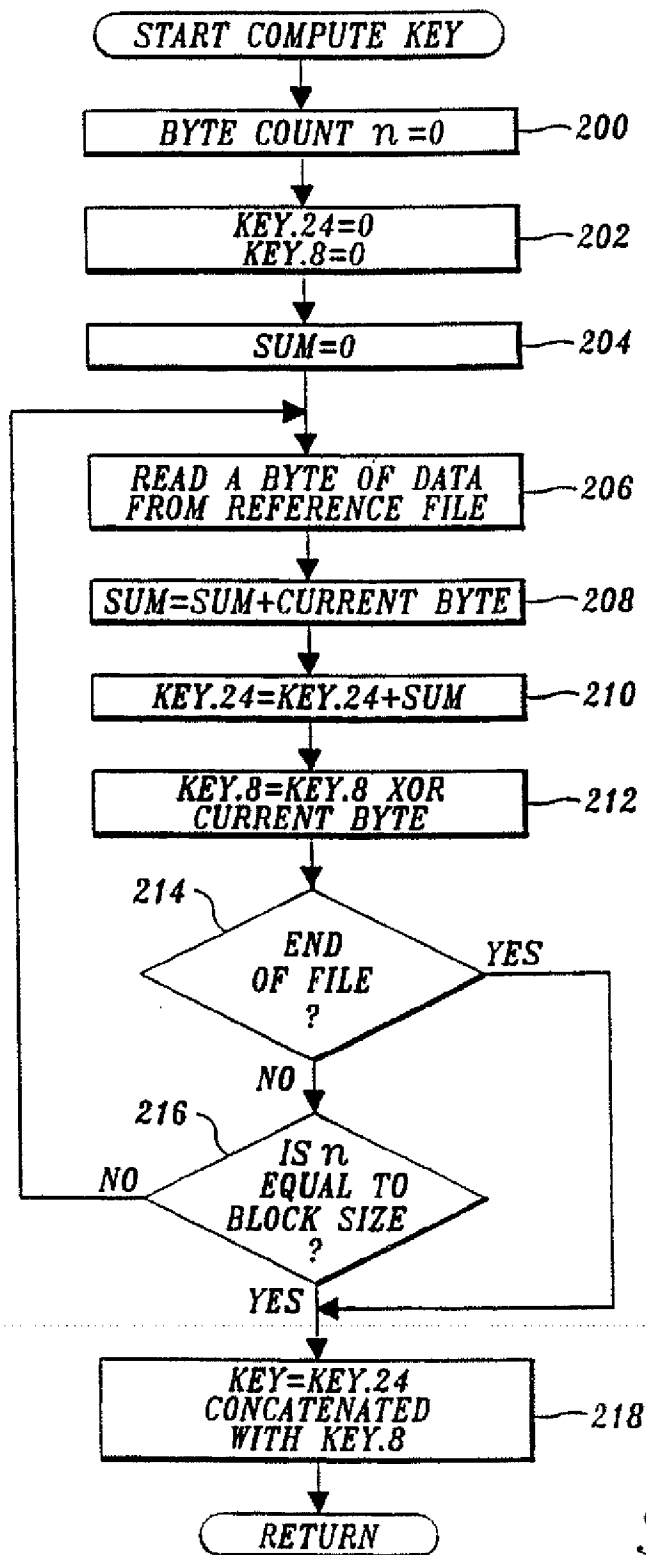 START COMPUTE KEY
BYTE COUNT n=0
200
KEY.24=0
KEY.8=0
202
SUM=0
204
READ A BYTE OF DATA
FROM REFERENCE FILE
206
SUM=SUM+CURRENT BYTE
208
KEY.24=KEY.24+SUM
210
KEY.8=KEY.8 XOR
CURRENT BYTE
212
214
END
OF FILE
?
YES
NO
216
IS n
EQUAL TO
BLOCK SIZE
?
NO
YES
KEY=KEY.24
CONCATENATED
WITH KEY.8
218
RETURN